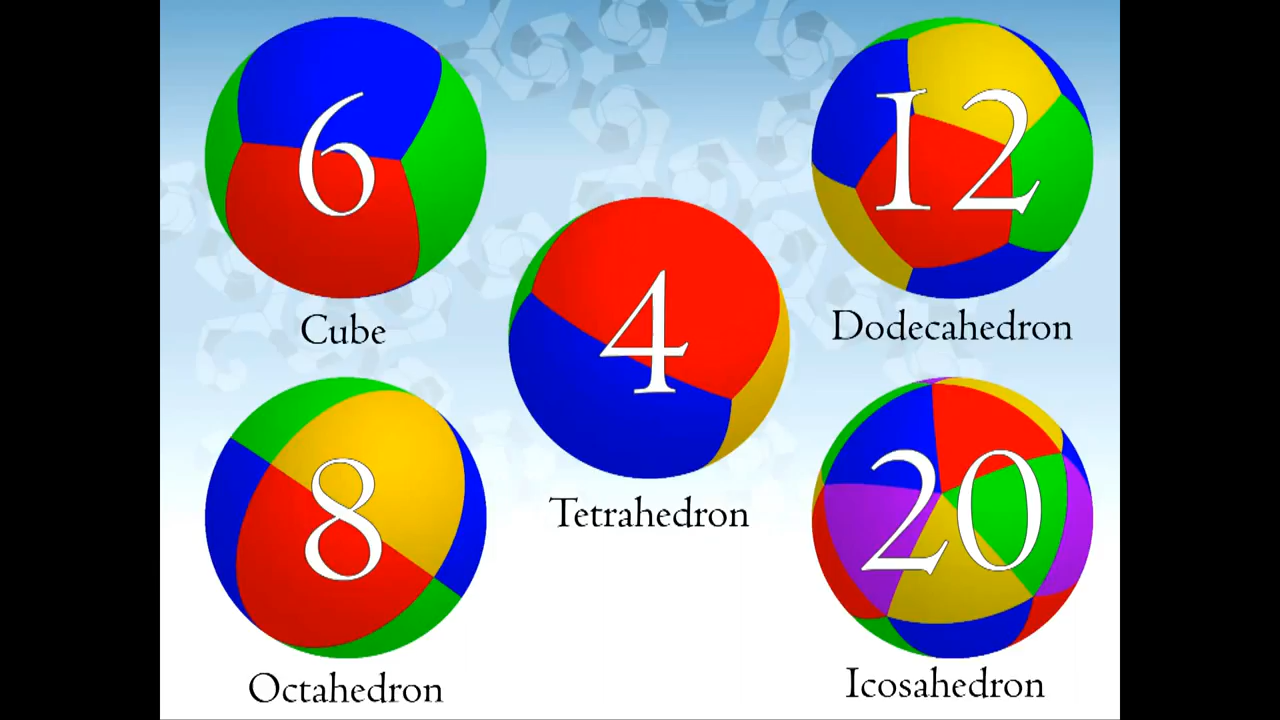 6
Cube
12
Dodecahedron
4
Tetrahedron
8
Octahedron
20
Icosahedron